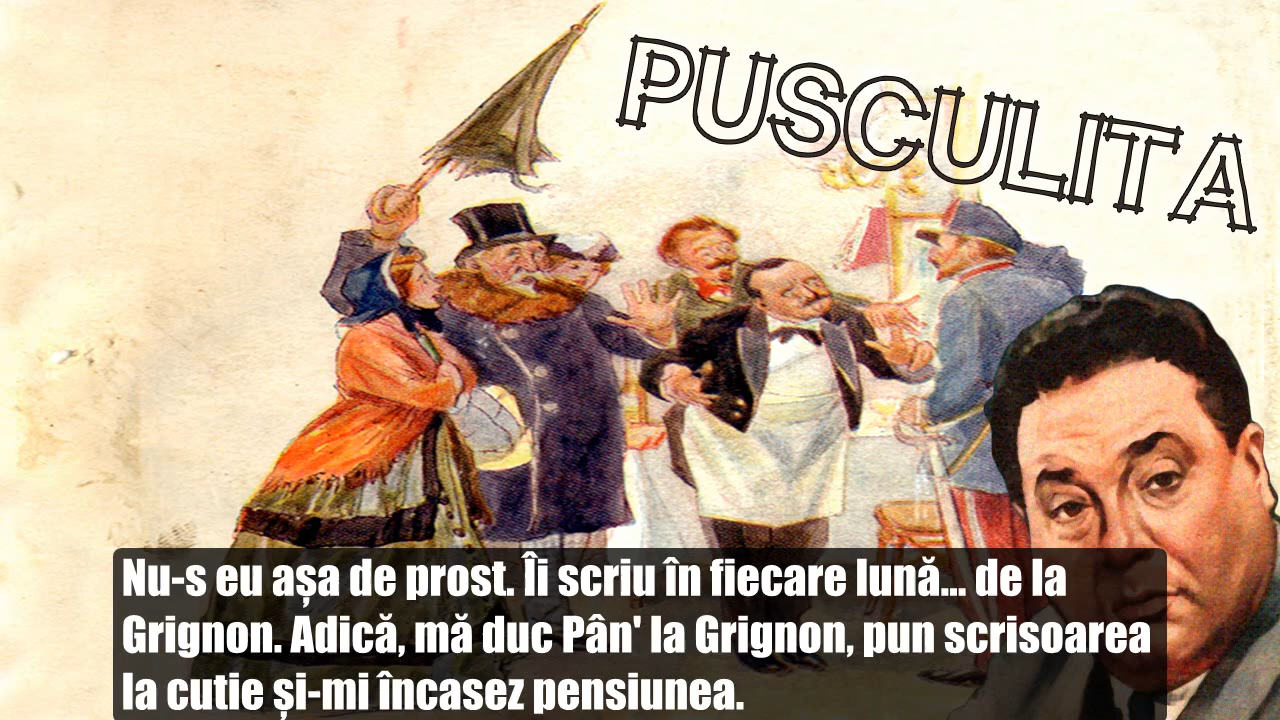 PUSCULITA
Nu-s eu așa de prost. Îi scriu în fiecare lună... de la
Grignon. Adică, mă duc Pân' la Grignon, pun scrisoarea
la cutie și-mi încasez pensiunea.